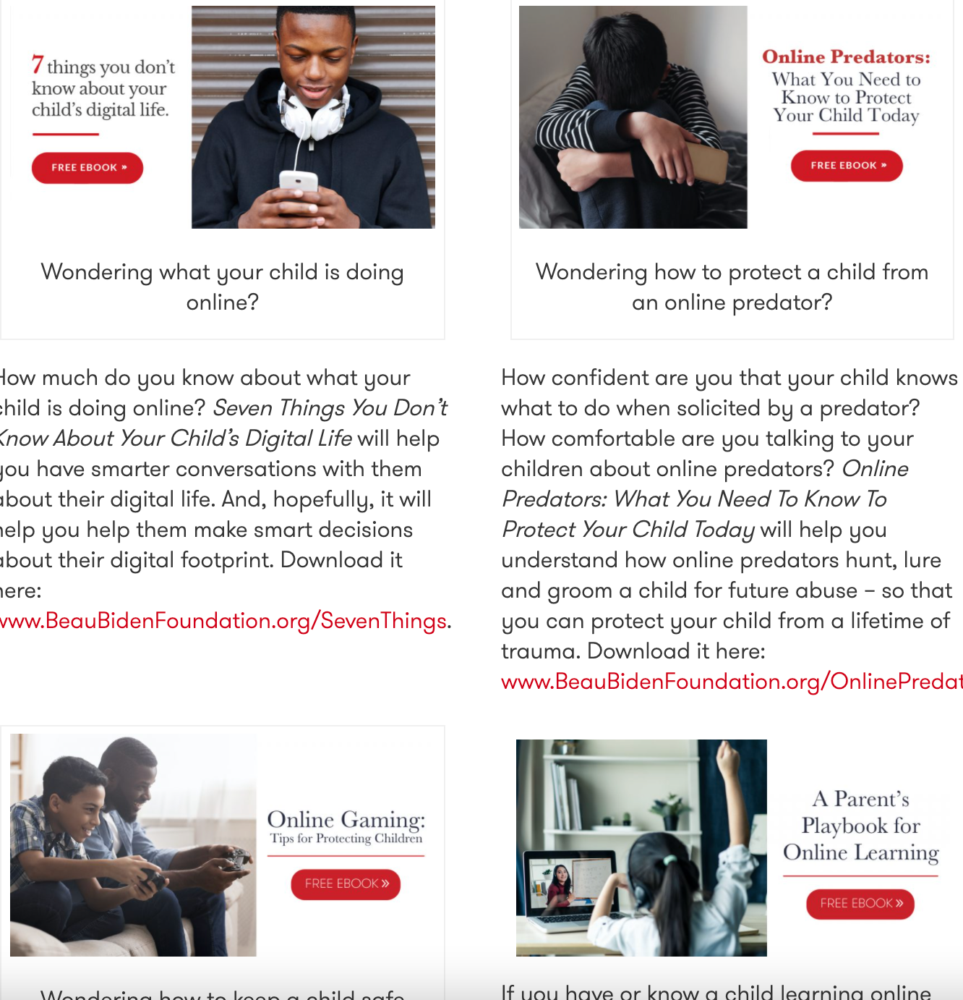 7 things you don't
know about your
child's digital life.
FREE EBOOK »
Online Predators:
What You Need to
Know to Protect
Your Child Today
FREE EBOOK »
Wondering what your child is doing
online?
Wondering how to protect a child from
an online predator?
How much do you know about what your
child is doing online? Seven Things You Don't
Know About Your Child's Digital Life will help
you have smarter conversations with them
about their digital life. And, hopefully, it will
help you help them make smart decisions
about their digital footprint. Download it
here:
www.BeauBidenFoundation.org/SevenThings.
How confident are you that your child knows
what to do when solicited by a predator?
How comfortable are you talking to your
children about online predators? Online
Predators: What You Need To Know To
Protect Your Child Today will help you
understand how online predators hunt, lure
and groom a child for future abuse – so that
you can protect your child from a lifetime of
trauma. Download it here:
www.BeauBidenFoundation.org/OnlinePredat
Online Gaming:
Tips for Protecting Children
FREE EBOOK »
A Parent's
Playbook for
Online Learning
FREE EBOOK »
Wondering how to keep a child safe
If you have or know a child learning online